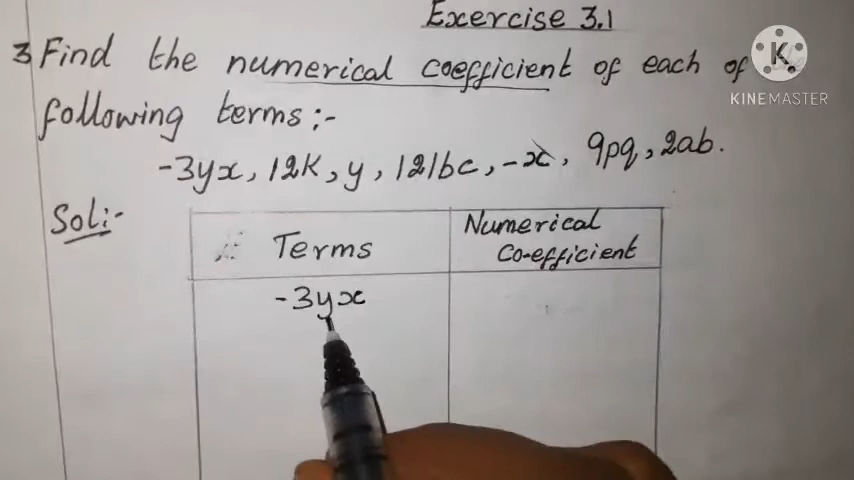 Exercise 3.1
3 Find the numerical coefficient of each of
K
KINEMASTER
following terms :-
-3yx, 12K, y, 121bc, -x, 9pq, 2ab.
Sol:-
Terms
Numerical
Co-efficient
-3yx